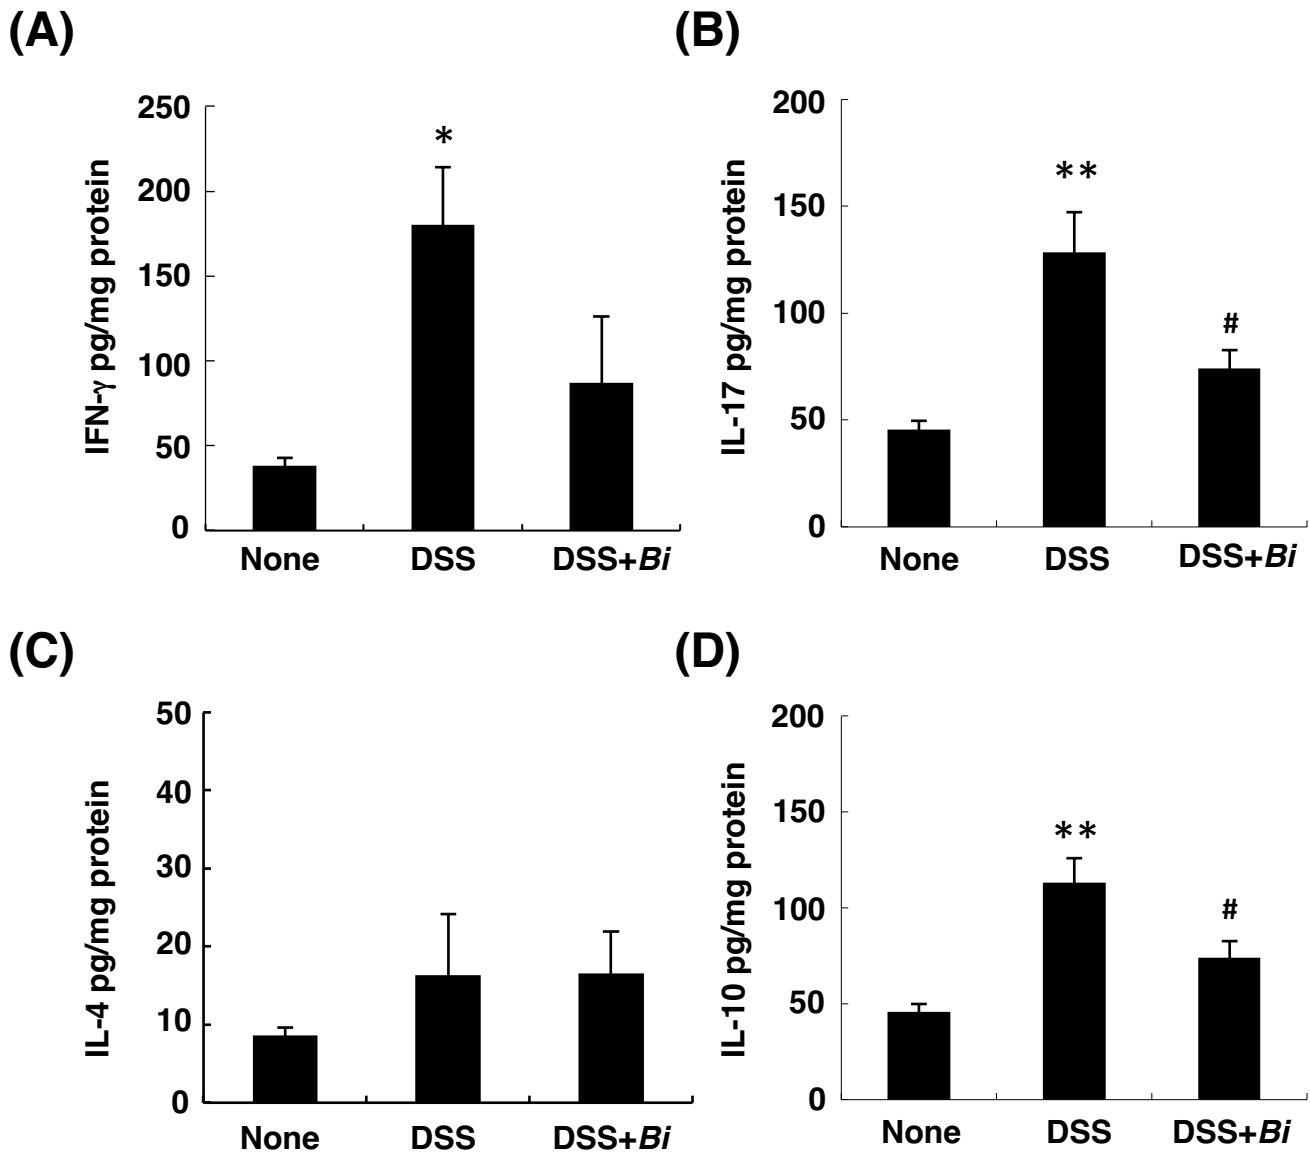 (A)
IFN-γ pg/mg protein
250
200
150
100
50
0
*
None DSS DSS+Bi
(B)
IL-17 pg/mg protein
200
150
100
50
0
**
#
None DSS DSS+Bi
(C)
IL-4 pg/mg protein
50
40
30
20
10
0
None DSS DSS+Bi
(D)
IL-10 pg/mg protein
200
150
100
50
0
**
#
None DSS DSS+Bi